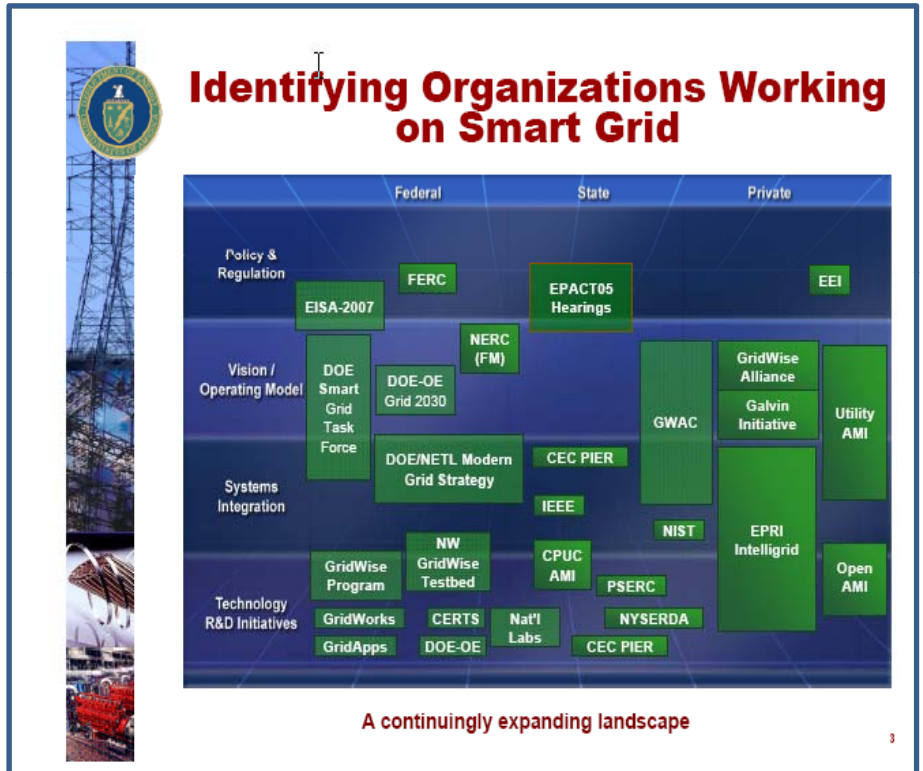 Identifying Organizations Working
on Smart Grid
Federal
State
Private
Policy &
Regulation
FERC
EPACT05
Hearings
EEI
EISA-2007
NERC
(FM)
Vision /
Operating Model
DOE
Smart
Grid
Task
Force
DOE-OE
Grid 2030
GWAC
GridWise
Alliance
Galvin
Initiative
Utility
AMI
DOE/NETL Modern
Grid Strategy
CEC PIER
Systems
Integration
IEEE
NIST
EPRI
Intelligrid
NW
GridWise
Testbed
CPUC
AMI
Open
AMI
GridWise
Program
PSERC
Technology
R&D Initiatives
GridWorks
CERTS
Nat'l
Labs
NYSERDA
GridApps
DOE-OE
CEC PIER
A continuingly expanding landscape
3